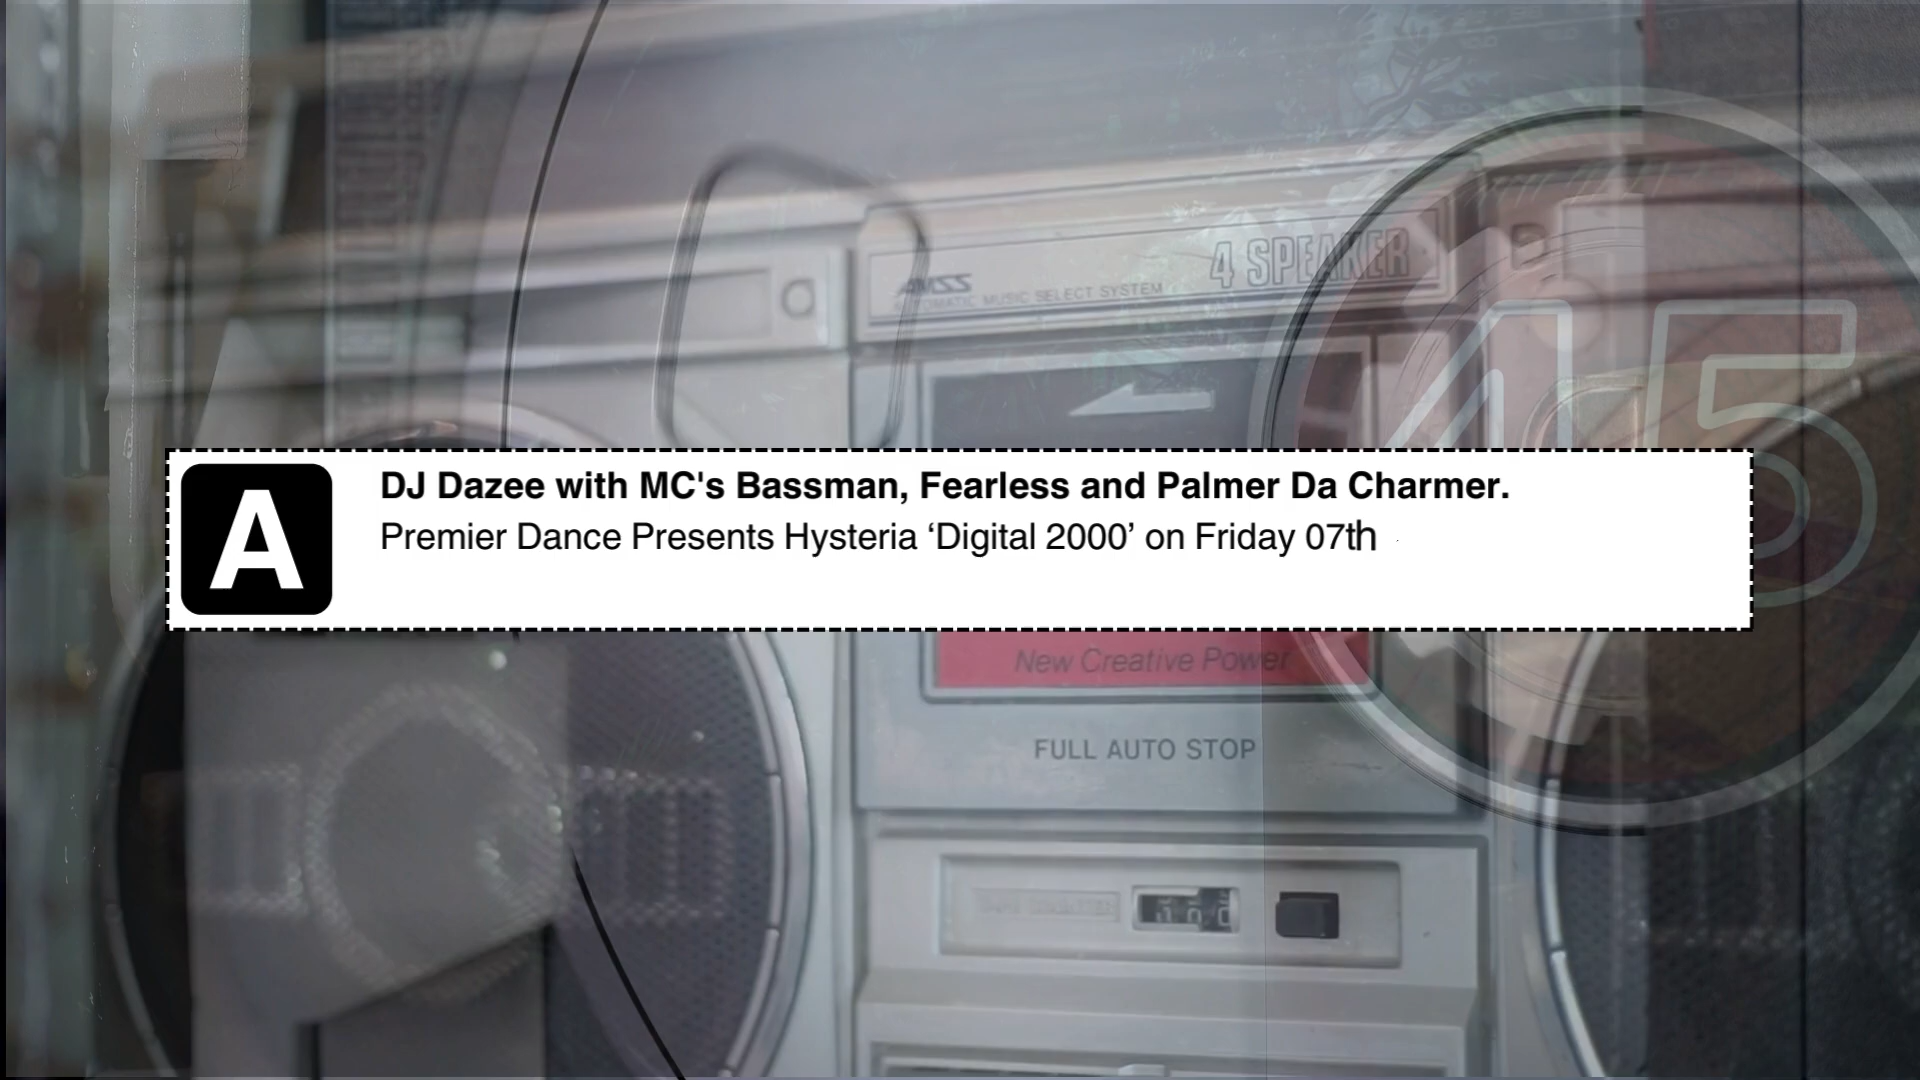 4 SPEAKER
AMSS
AUTOMATIC MUSIC SELECT SYSTEM
45
A
DJ Dazee with MC's Bassman, Fearless and Palmer Da Charmer.
Premier Dance Presents Hysteria ‘Digital 2000’ on Friday 07th
New Creative Power
FULL AUTO STOP